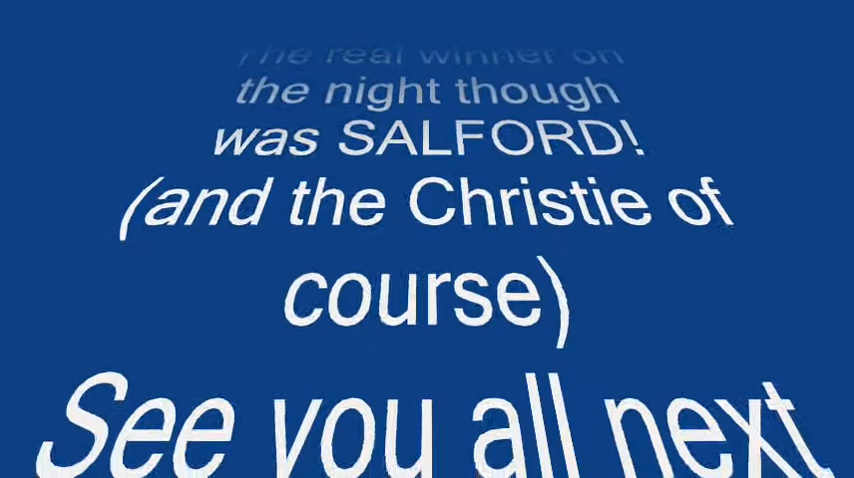 The real winner on
the night though
was SALFORD!
(and the Christie of
course)
See you all next